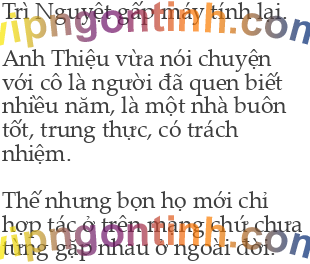 Trì Nguyệt gấp máy tính lại.
Anh Thiệu vừa nói chuyện
với cô là người đã quen biết
nhiều năm, là một nhà buôn
tốt, trung thực, có trách
nhiệm.
Thế nhưng bọn họ mới chỉ
hợp tác ở trên mạng chứ chưa
từng gặp nhau ở ngoài đời.
vipngontinh.com
vipngontinh.com